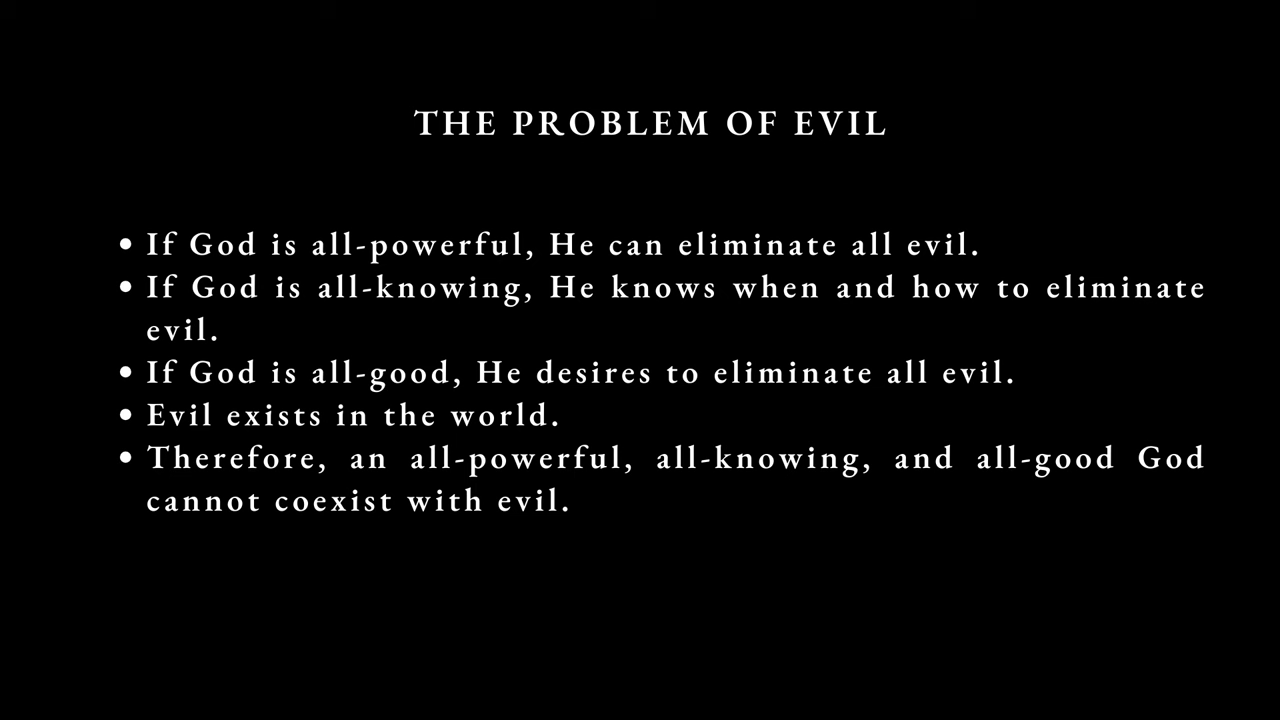 THE PROBLEM OF EVIL
• If God is all-powerful, He can eliminate all evil.
• If God is all-knowing, He knows when and how to eliminate
evil.
• If God is all-good, He desires to eliminate all evil.
• Evil exists in the world.
• Therefore, an all-powerful, all-knowing, and all-good God
cannot coexist with evil.